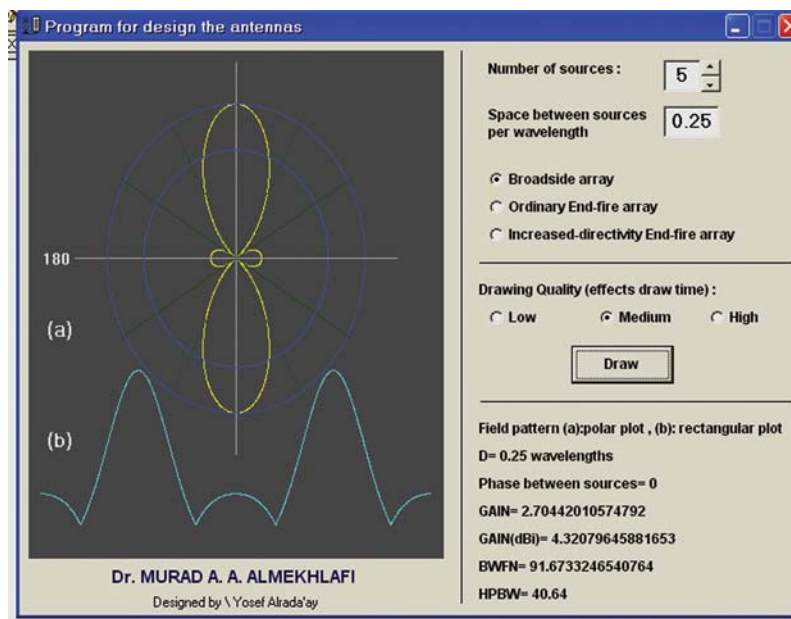 Program for design the antennas
180
(a)
(b)
Dr. MURAD A. A. ALMEKHLAFI
Designed by \ Yosef Alrada'ay
Number of sources :
5
Space between sources
per wavelength
0.25
Broadside array
Ordinary End-fire array
Increased-directivity End-fire array
Drawing Quality (effects draw time) :
Low Medium High
Draw
Field pattern (a):polar plot , (b): rectangular plot
D= 0.25 wavelengths
Phase between sources= 0
GAIN= 2.70442010574792
GAIN(dBi)= 4.32079645881653
BWFN= 91.6733246540764
HPBW= 40.64